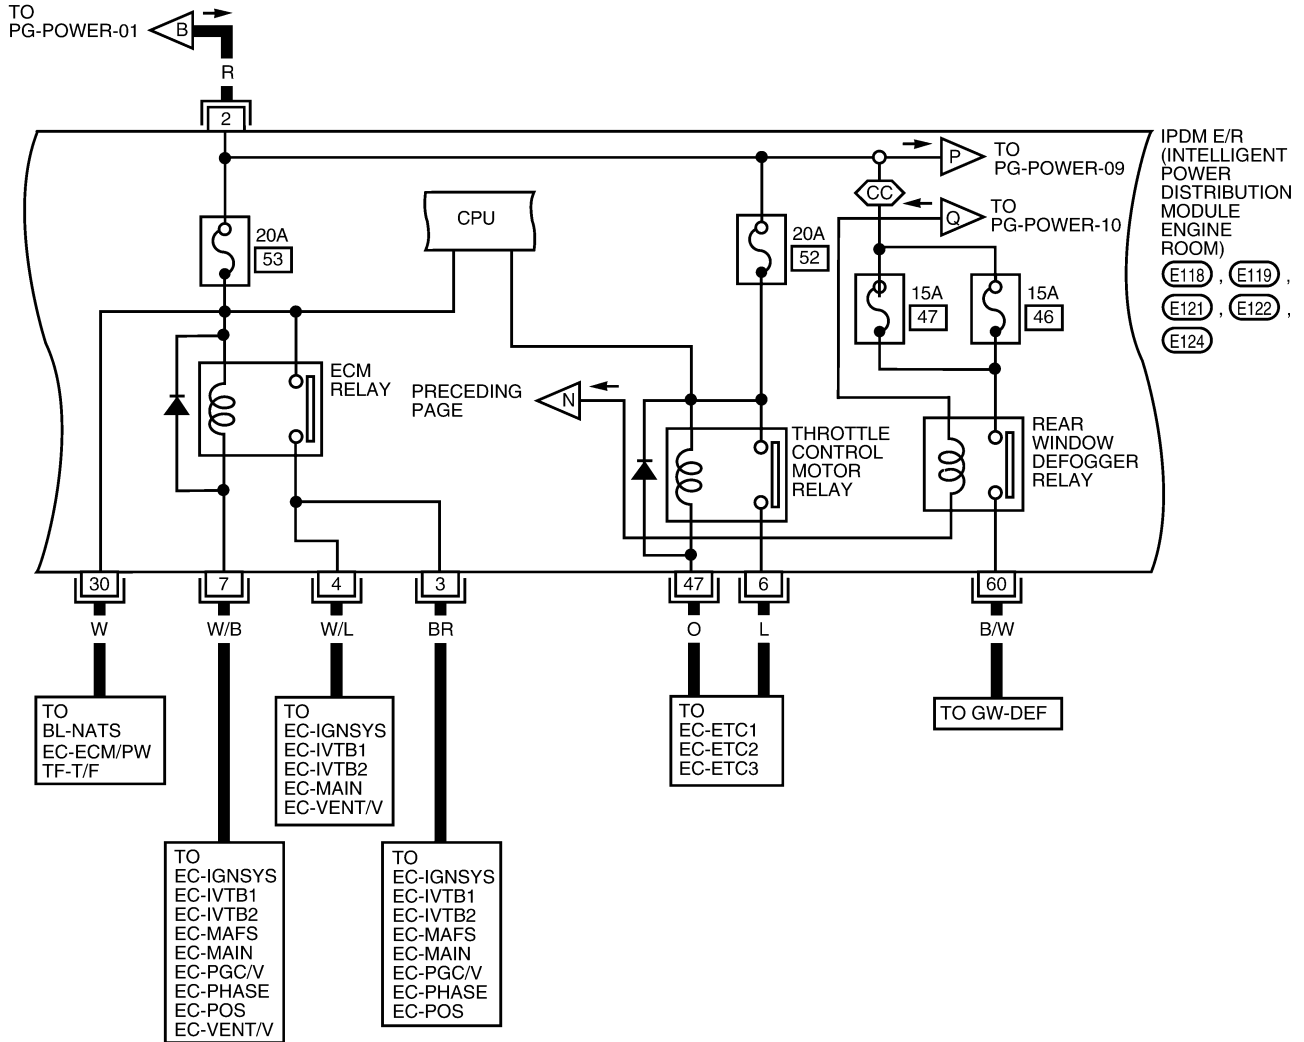 TO
PG-POWER-01
B
R
2
P
TO
PG-POWER-09
IPDM E/R
(INTELLIGENT
POWER
DISTRIBUTION
MODULE
ENGINE
ROOM)
E118 , E119 ,
E121 , E122 ,
E124
CC
Q
TO
PG-POWER-10
CPU
20A
53
20A
52
15A
47
15A
46
ECM
RELAY
PRECEDING
PAGE
N
THROTTLE
CONTROL
MOTOR
RELAY
REAR
WINDOW
DEFOGGER
RELAY
30
7
4
3
47
6
60
W
W/B
W/L
BR
O
L
B/W
TO
BL-NATS
EC-ECM/PW
TF-T/F
TO
EC-IGNSYS
EC-IVTB1
EC-IVTB2
EC-MAIN
EC-VENT/V
TO
EC-ETC1
EC-ETC2
EC-ETC3
TO GW-DEF
TO
EC-IGNSYS
EC-IVTB1
EC-IVTB2
EC-MAFS
EC-MAIN
EC-PGC/V
EC-PHASE
EC-POS
EC-VENT/V
TO
EC-IGNSYS
EC-IVTB1
EC-IVTB2
EC-MAFS
EC-MAIN
EC-PGC/V
EC-PHASE
EC-POS